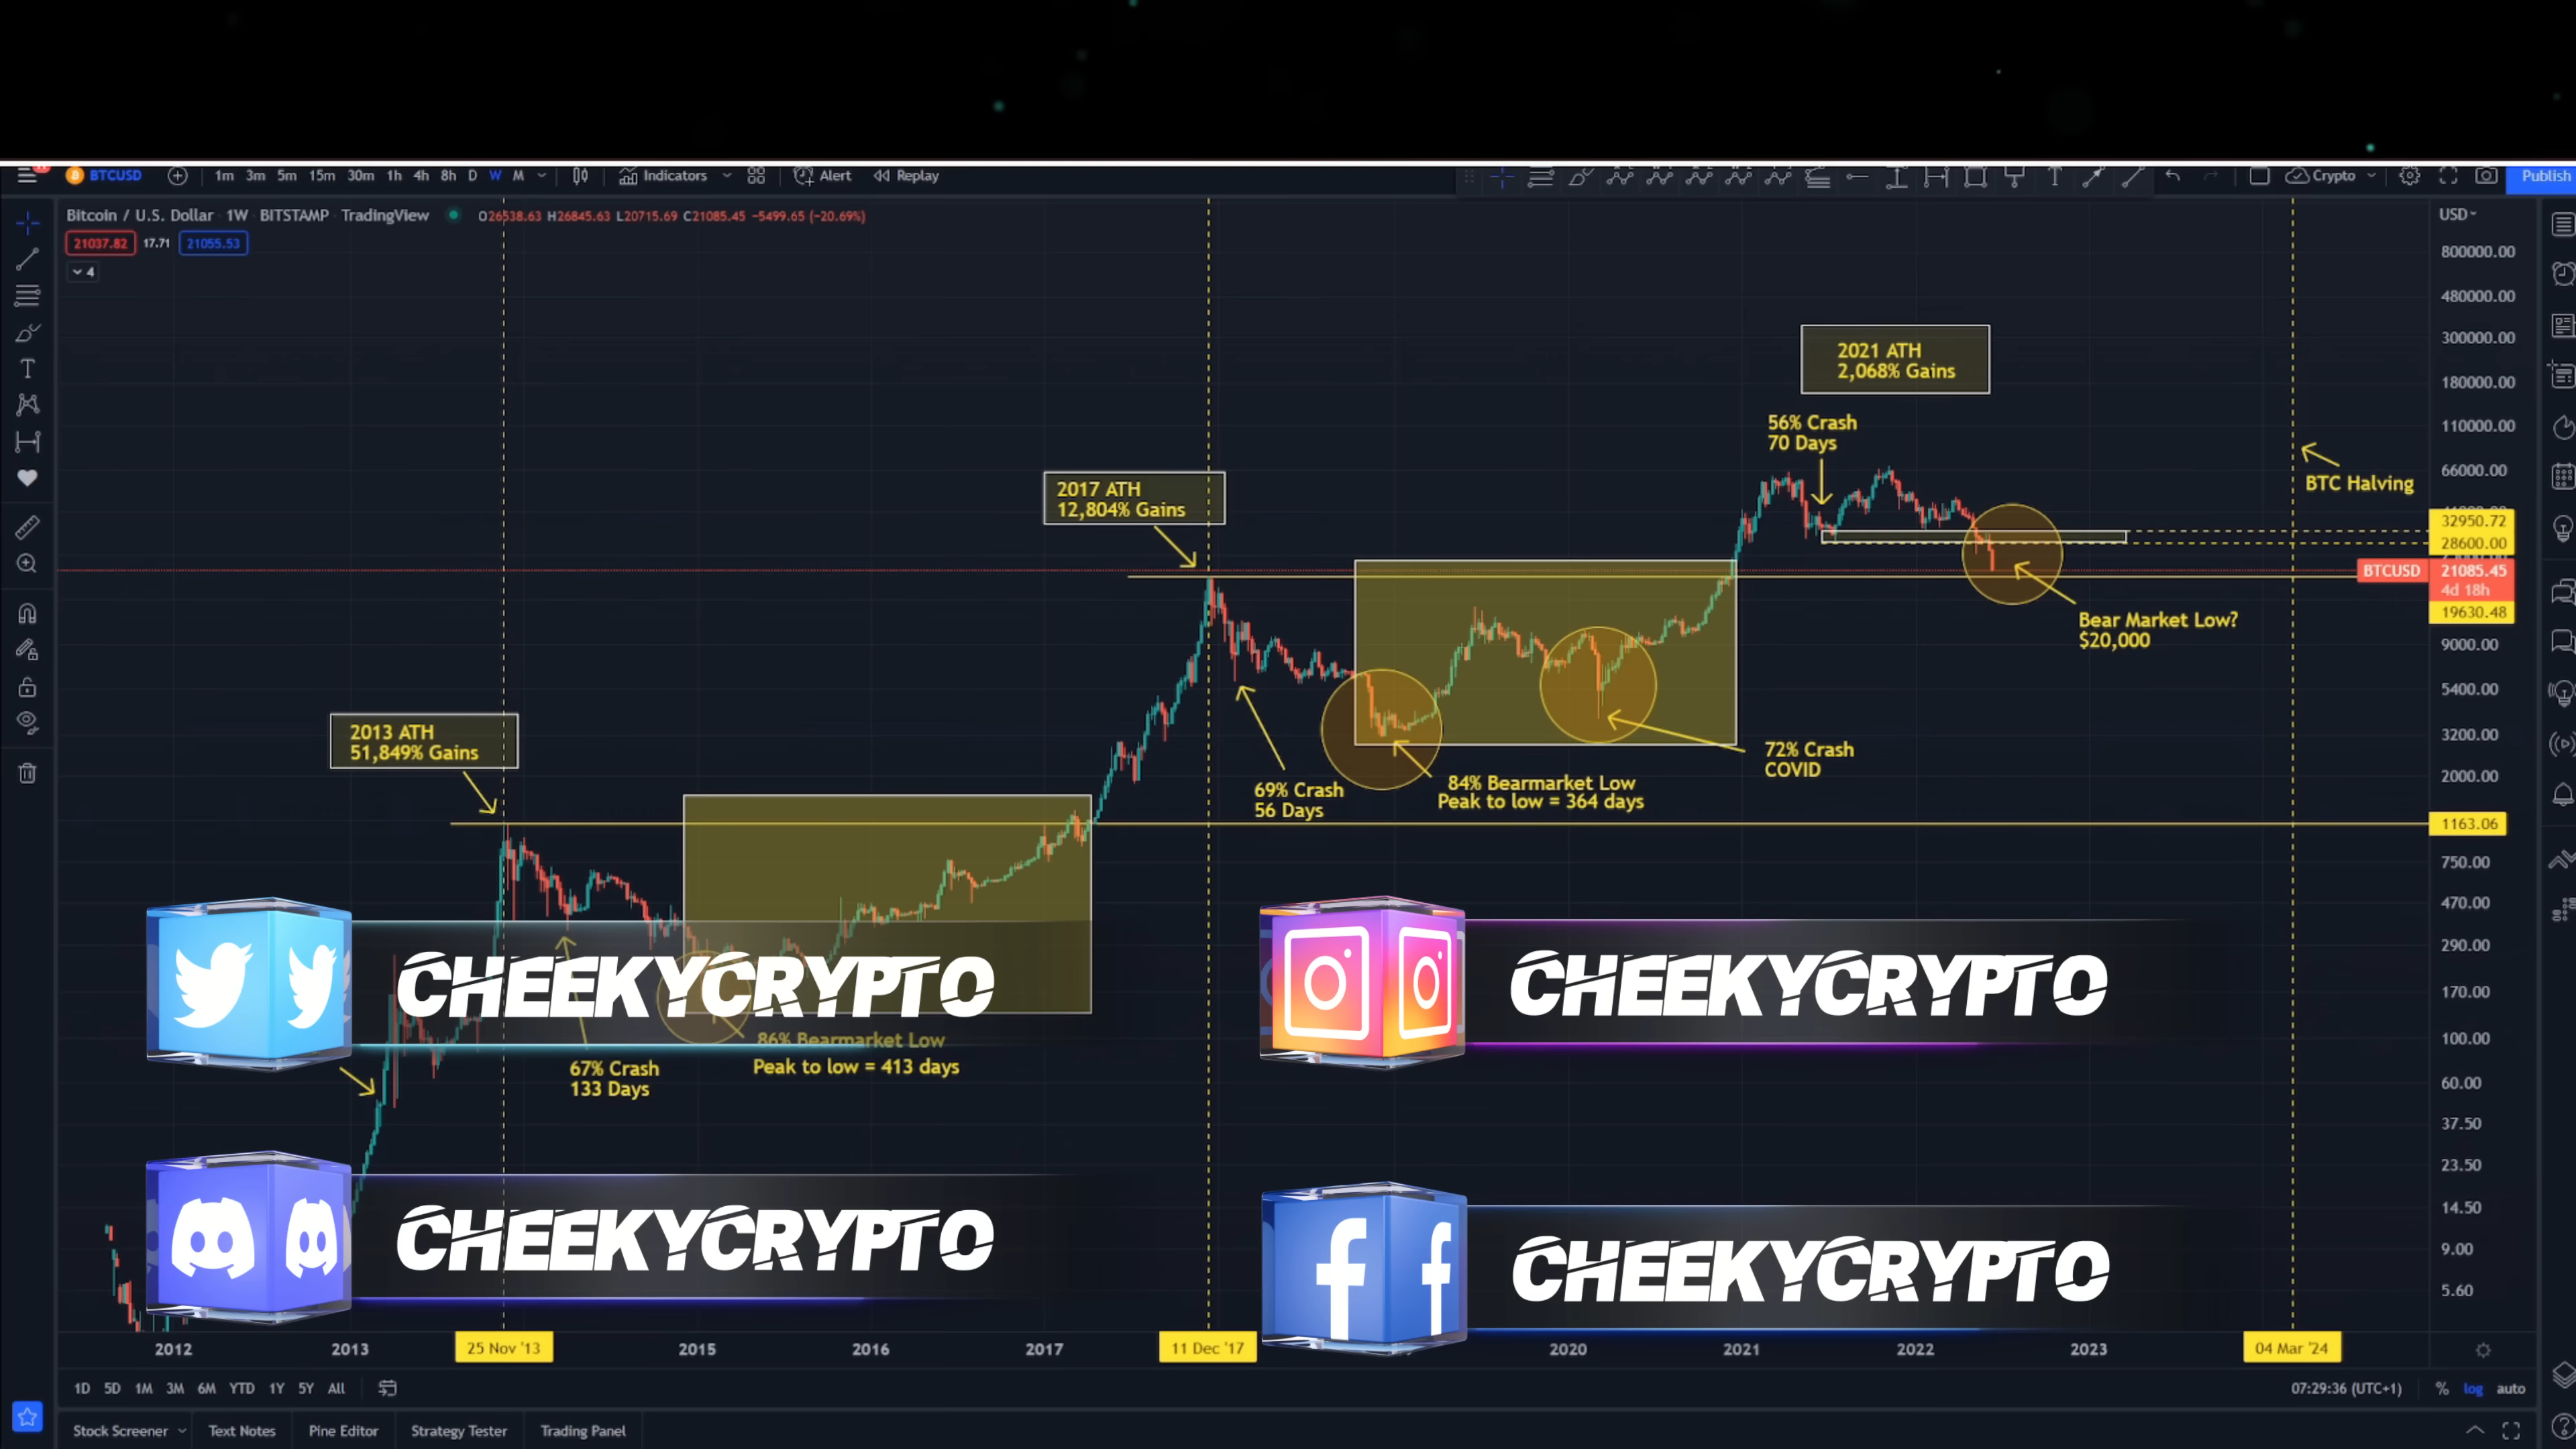 BTCUSD 1m 3m 5m 15m 30m 1h 4h 8h D W M Indicators Alert Replay Crypto Publish
Bitcoin / U.S. Dollar · 1W · BITSTAMP · TradingView O26538.63 H26845.63 L20715.69 C21085.45 −5499.65 (−20.69%)
USD
21037.82 17.71 21055.53
4
800000.00
480000.00
300000.00
180000.00
110000.00
66000.00
32950.72
28600.00
BTCUSD 21085.45
4d 18h
19630.48
9000.00
5400.00
3200.00
2000.00
1163.06
750.00
470.00
290.00
170.00
100.00
60.00
37.50
23.50
14.50
9.00
5.60
2021 ATH
2,068% Gains
56% Crash
70 Days
BTC Halving
2017 ATH
12,804% Gains
Bear Market Low?
$20,000
2013 ATH
51,849% Gains
72% Crash
COVID
69% Crash
56 Days
84% Bearmarket Low
Peak to low = 364 days
CHEEKYCRYPTO
CHEEKYCRYPTO
86% Bearmarket Low
Peak to low = 413 days
67% Crash
133 Days
CHEEKYCRYPTO
CHEEKYCRYPTO
2012 2013 25 Nov '13 2015 2016 2017 11 Dec '17 2020 2021 2022 2023 04 Mar '24
1D 5D 1M 3M 6M YTD 1Y 5Y All 07:29:36 (UTC+1) % log auto
Stock Screener Text Notes Pine Editor Strategy Tester Trading Panel